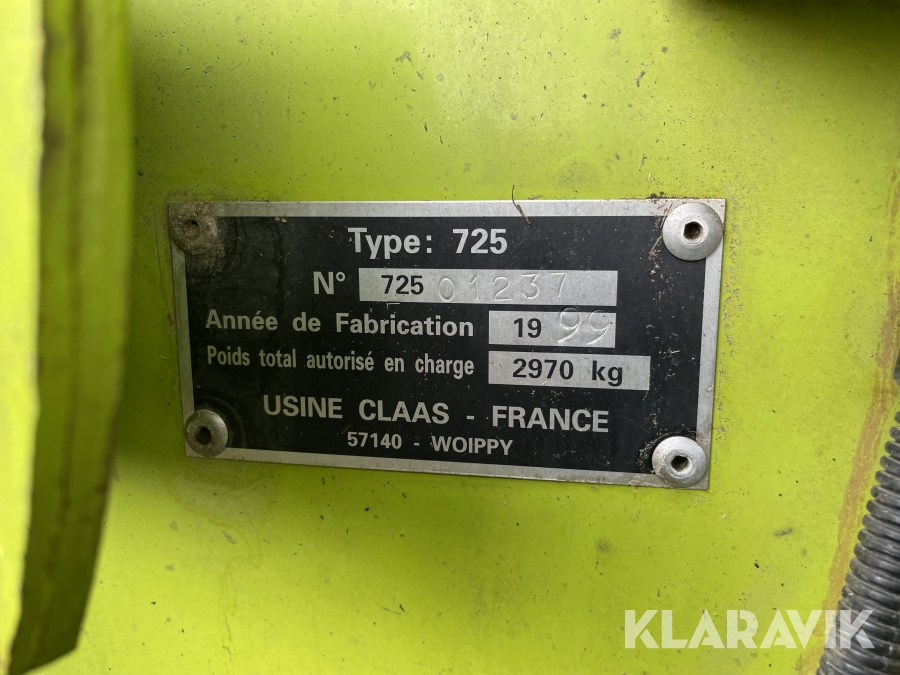 Type: 725
N° 725 01237
Année de Fabrication 19 99
Poids total autorisé en charge 2970 kg
USINE CLAAS - FRANCE
57140 - WOIPPY
KLARAVIK